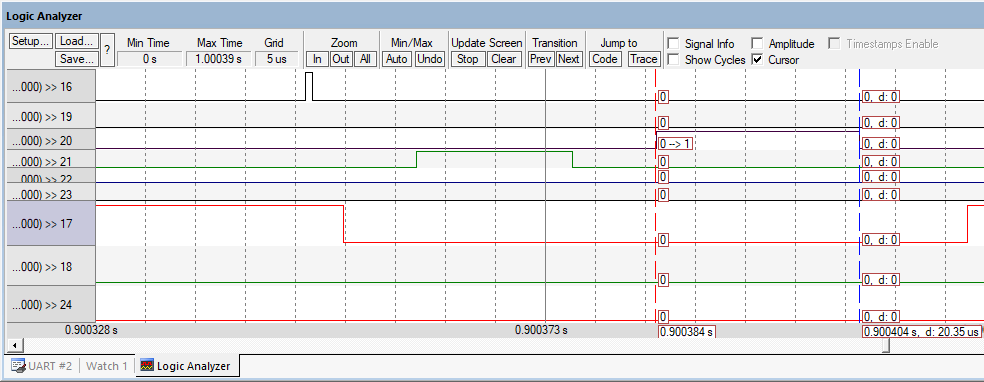 Logic Analyzer
Setup... Load... ? Min Time Max Time Grid Zoom Min/Max Update Screen Transition Jump to Signal Info Amplitude Timestamps Enable
Save... 0 s 1.00039 s 5 us In Out All Auto Undo Stop Clear Prev Next Code Trace Show Cycles Cursor
...000) >> 16 0 0, d: 0
...000) >> 19 0 0, d: 0
...000) >> 20 0 --> 1 0, d: 0
...000) >> 21 0 0, d: 0
...000) >> 22 0 0, d: 0
...000) >> 23 0 0, d: 0
...000) >> 17 0 0, d: 0
...000) >> 18 0 0, d: 0
...000) >> 24 0 0, d: 0
0.900328 s 0.900373 s 0.900384 s 0.900404 s, d: 20.35 us
UART #2 Watch 1 Logic Analyzer